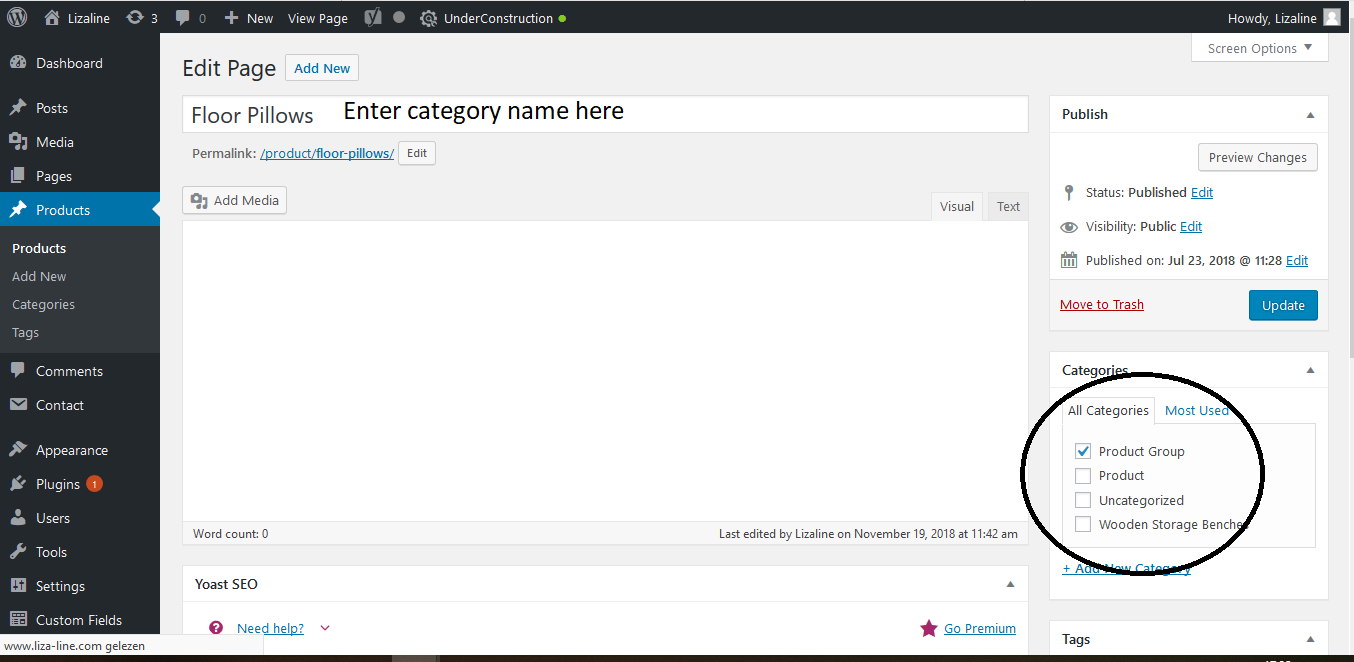 Lizaline 3 0 + New View Page UnderConstruction Howdy, Lizaline
Screen Options ▼
Dashboard
Posts
Media
Pages
Products
Products
Add New
Categories
Tags
Comments
Contact
Appearance
Plugins 1
Users
Tools
Settings
Custom Fields
Edit Page Add New
Floor Pillows Enter category name here
Permalink: /product/floor-pillows/ Edit
Add Media
Visual Text
Word count: 0 Last edited by Lizaline on November 19, 2018 at 11:42 am
Yoast SEO
Need help? Go Premium
Publish
Preview Changes
Status: Published Edit
Visibility: Public Edit
Published on: Jul 23, 2018 @ 11:28 Edit
Move to Trash Update
Categories
All Categories Most Used
Product Group
Product
Uncategorized
Wooden Storage Benches
+ Add New Category
Tags
www.liza-line.com gelezen